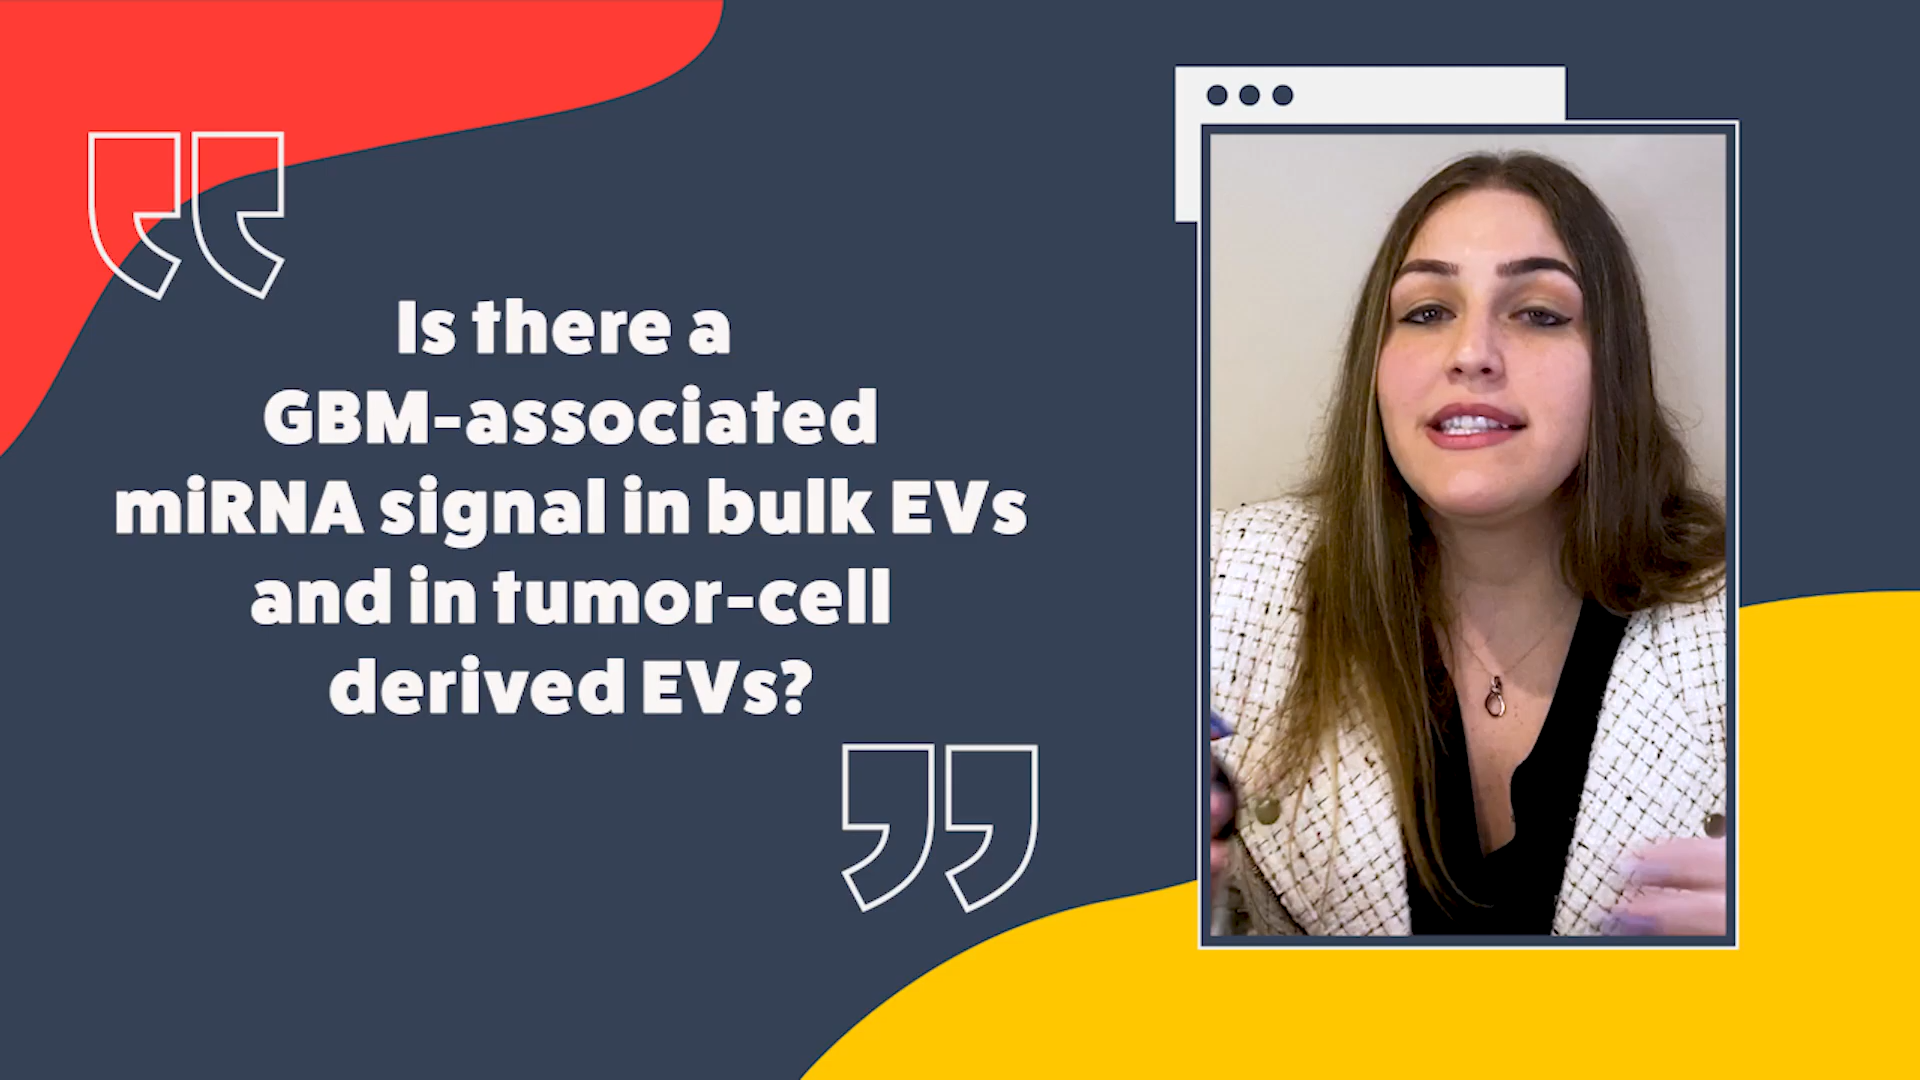 Is there a
GBM-associated
miRNA signal in bulk EVs
and in tumor-cell
derived EVs?